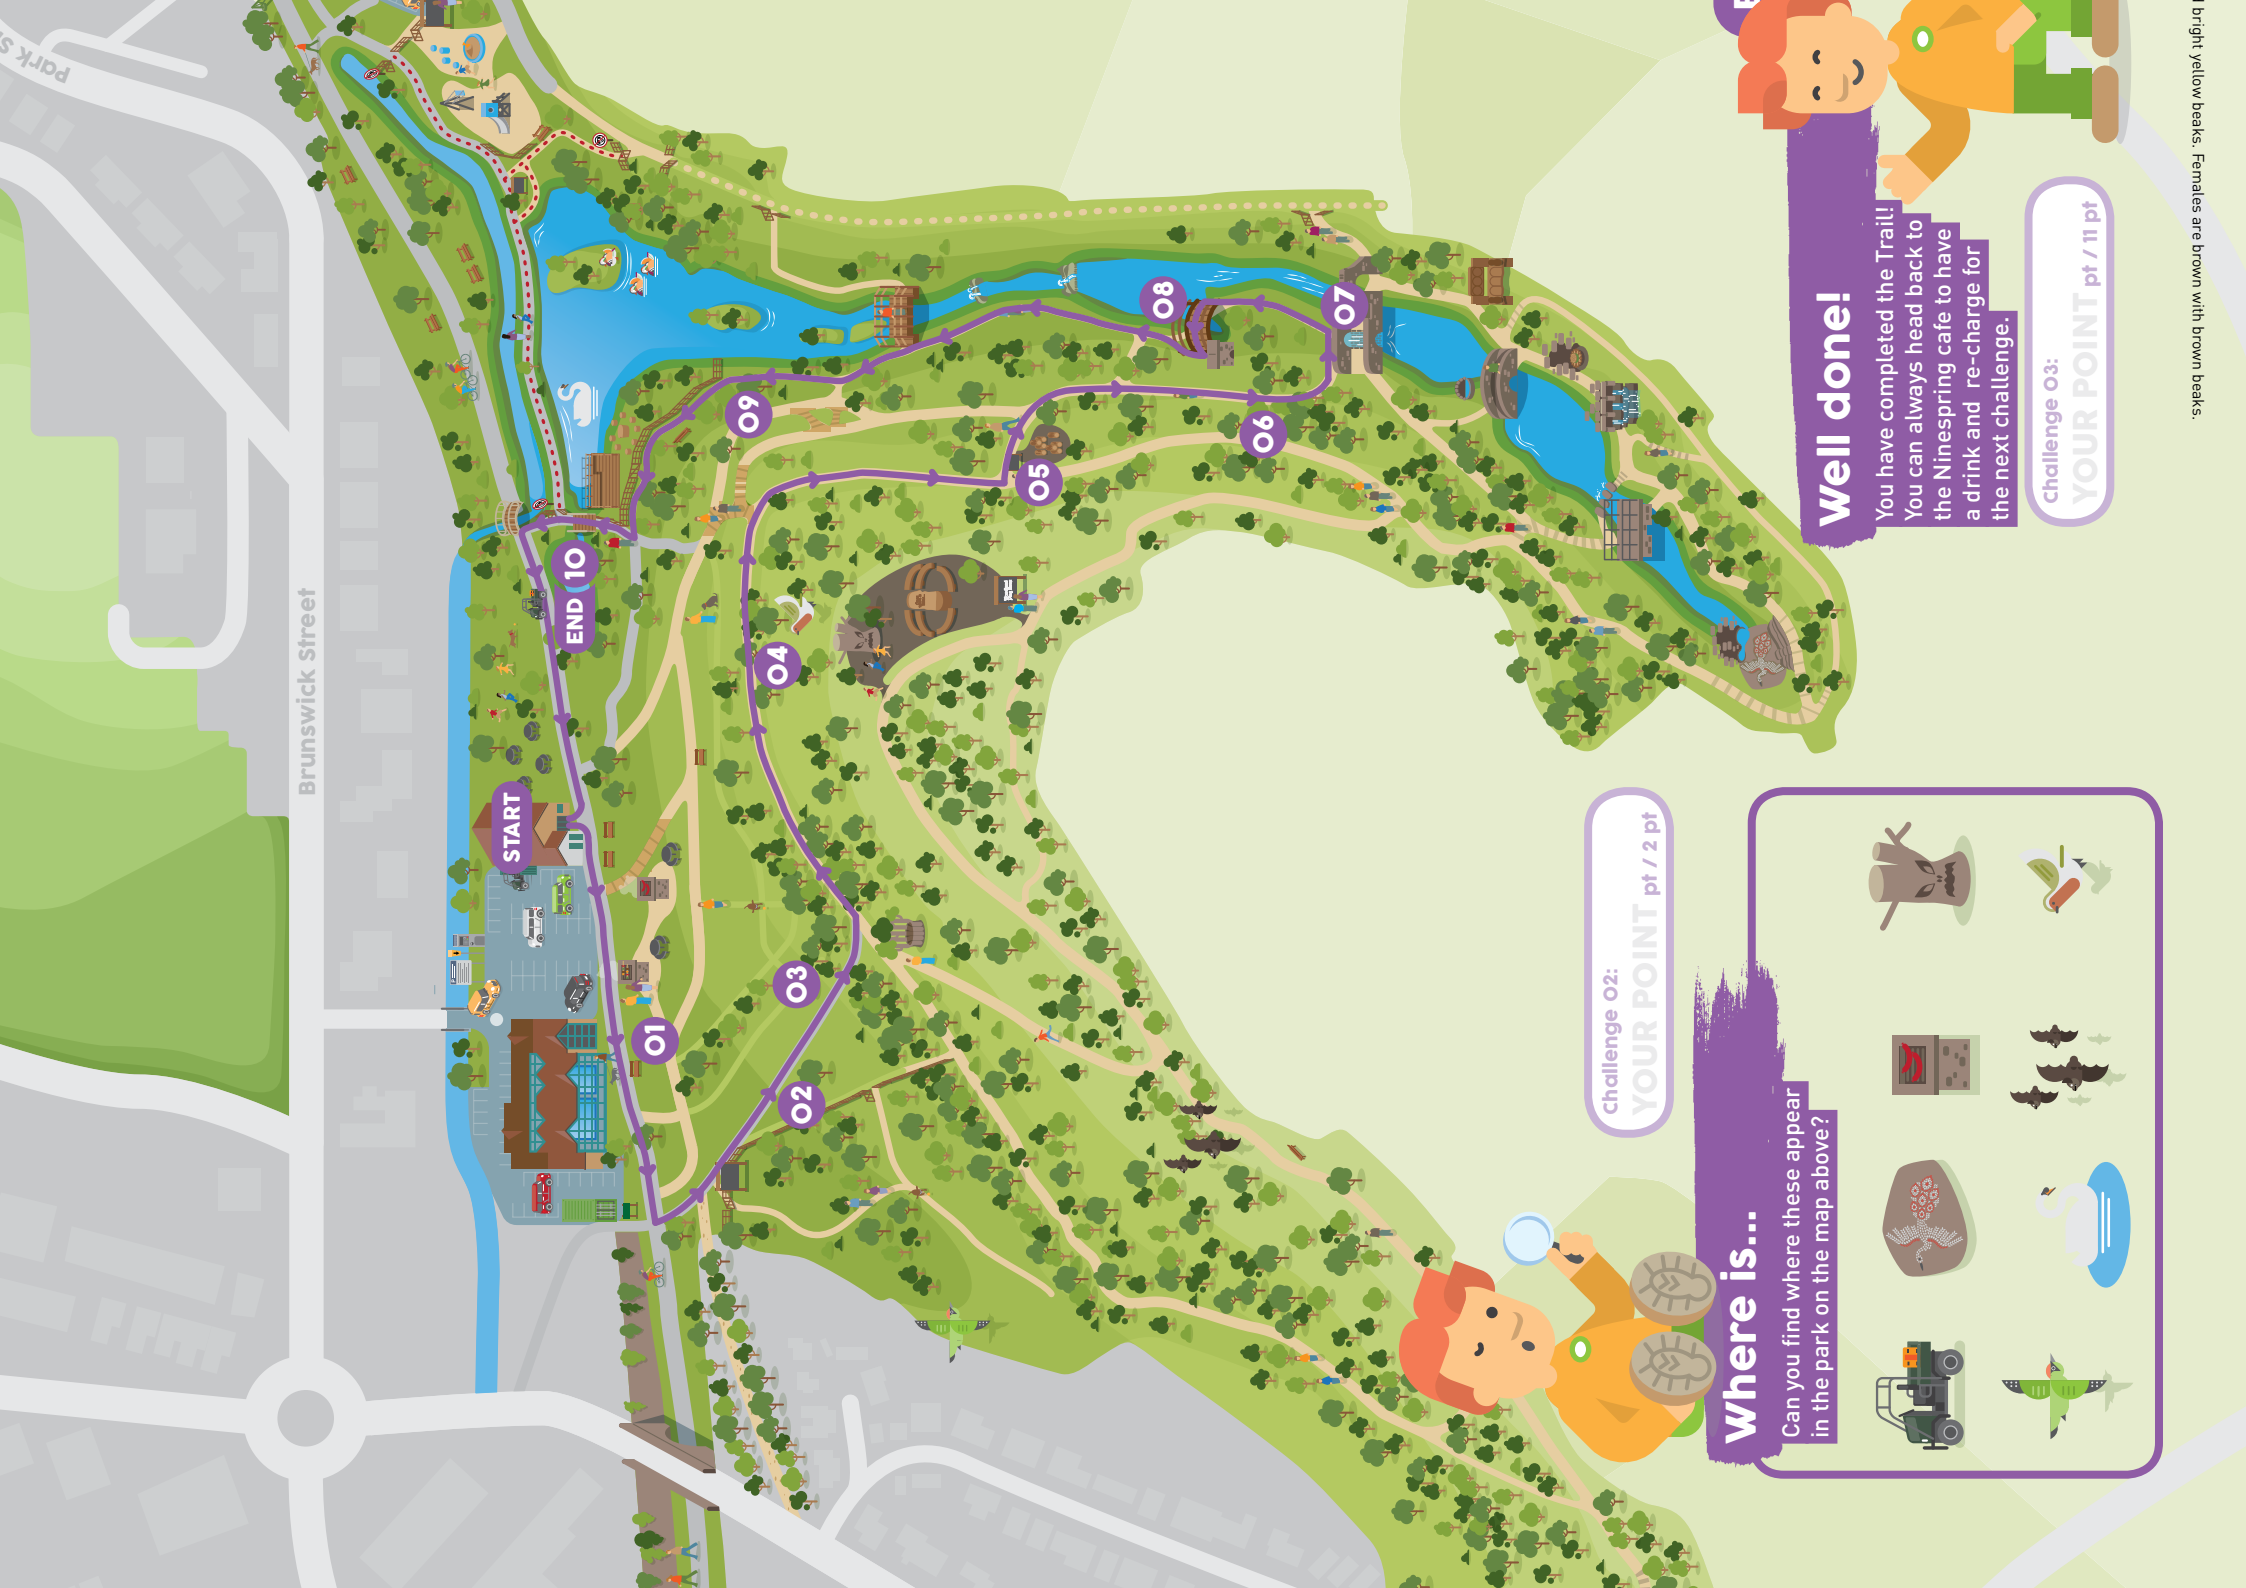 Park St
Brunswick Street
START
END
01
02
03
04
05
06
07
08
09
10
Where is...
Can you find where these appear
in the park on the map above?
Challenge 02:
YOUR POINT pt / 2 pt
Well done!
You have completed the Trail!
You can always head back to
the Ninespring cafe to have
a drink and re-charge for
the next challenge.
Challenge 03:
YOUR POINT pt / 11 pt
bright yellow beaks. Females are brown with brown beaks.